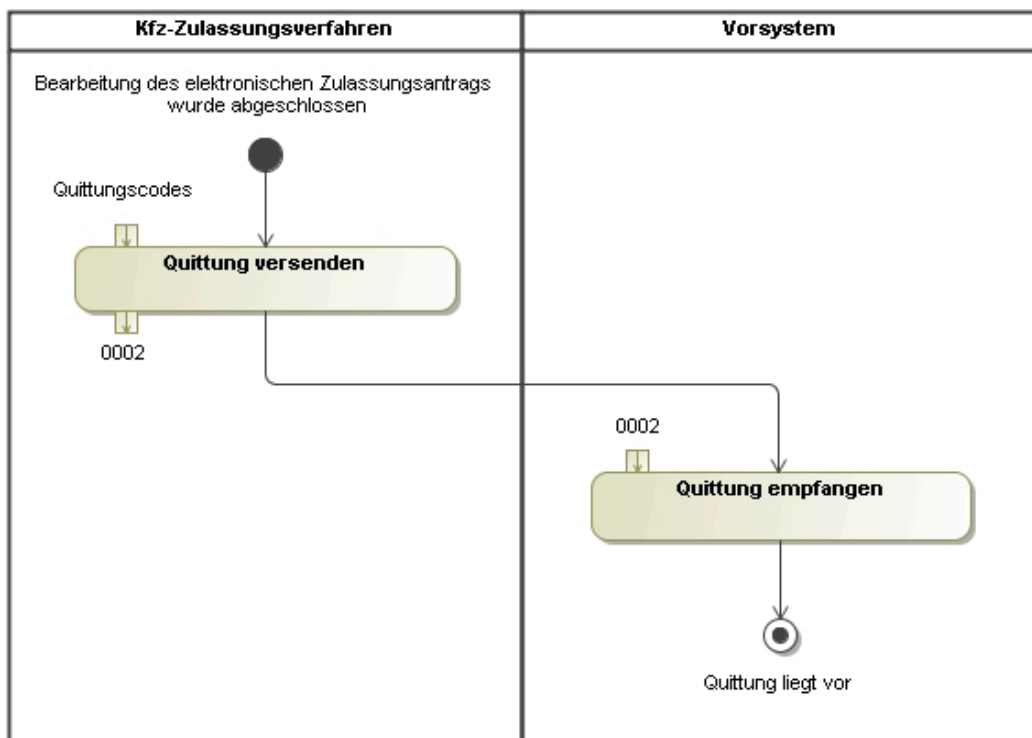 Kfz-Zulassungsverfahren
Vorsystem
Bearbeitung des elektronischen Zulassungsantrags
wurde abgeschlossen
Quittungscodes
Quittung versenden
0002
0002
Quittung empfangen
Quittung liegt vor